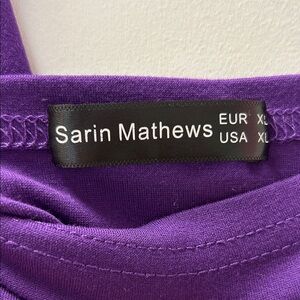 Sarin Mathews
EUR XL
USA XL